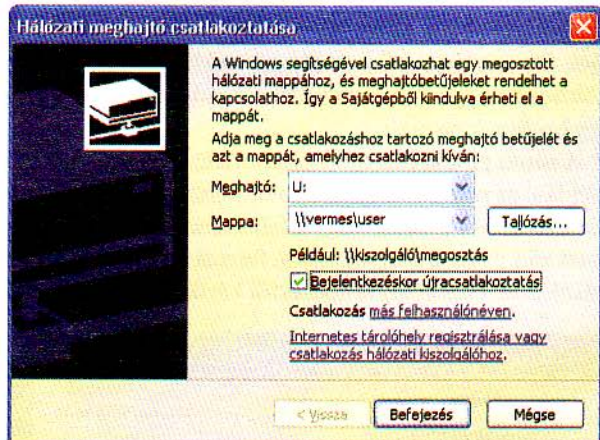 Hálózati meghajtó csatlakoztatása
A Windows segítségével csatlakozhat egy megosztott
hálózati mappához, és meghajtóbetűjeleket rendelhet a
kapcsolathoz. Így a Sajátgépből kiindulva érheti el a
mappát.
Adja meg a csatlakozáshoz tartozó meghajtó betűjelét és
azt a mappát, amelyhez csatlakozni kíván:
Meghajtó: U:
Mappa: \\vermes\user Tallózás...
Például: \\kiszolgáló\megosztás
Bejelentkezéskor újracsatlakoztatás
Csatlakozás más felhasználónéven.
Internetes tárolóhely regisztrálása vagy
csatlakozás hálózati kiszolgálóhoz.
< Vissza Befejezés Mégse